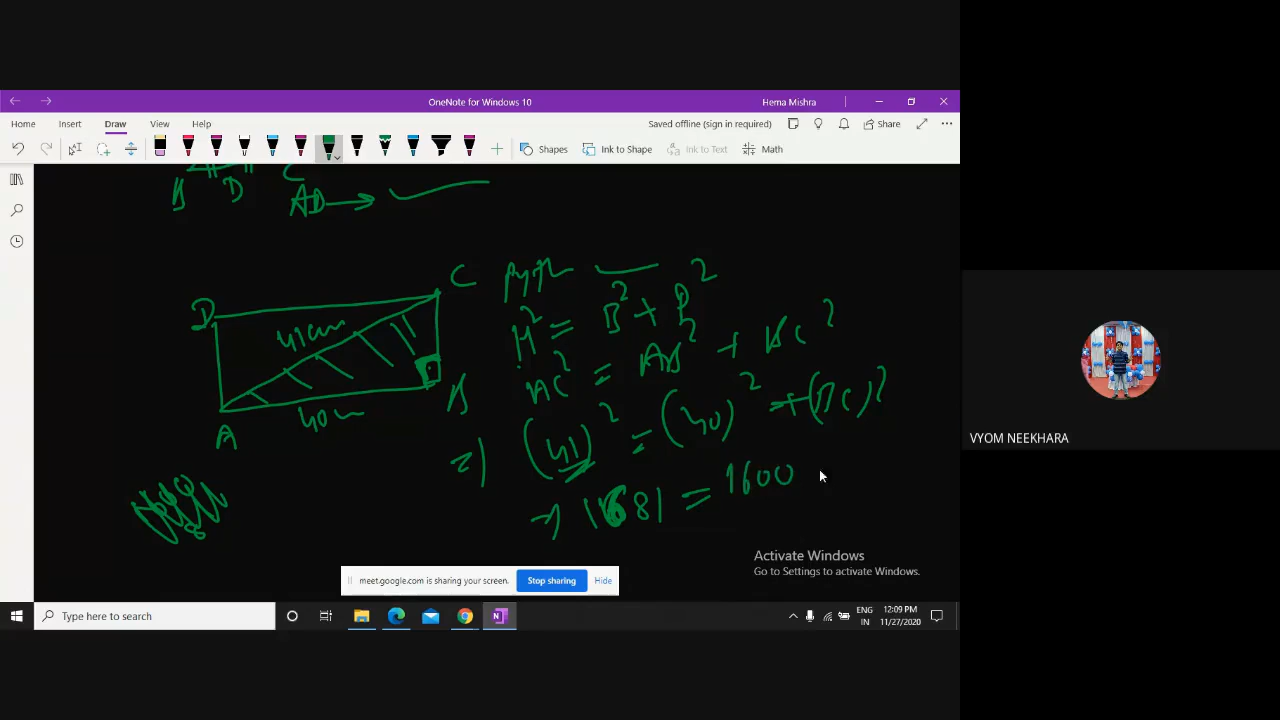 OneNote for Windows 10
Hema Mishra
Home Insert Draw View Help
Saved offline (sign in required)
Share
Shapes
Ink to Shape
Ink to Text
Math
B D C
AD →
D C
41cm
40cm
A B
H² = B² + P²
AC² = AB² + BC²
⇒) (41)² = (40)² + (BC)²
⇒ 1681 = 1600
VYOM NEEKHARA
Activate Windows
Go to Settings to activate Windows.
meet.google.com is sharing your screen.
Stop sharing
Hide
Type here to search
ENG
IN
12:09 PM
11/27/2020